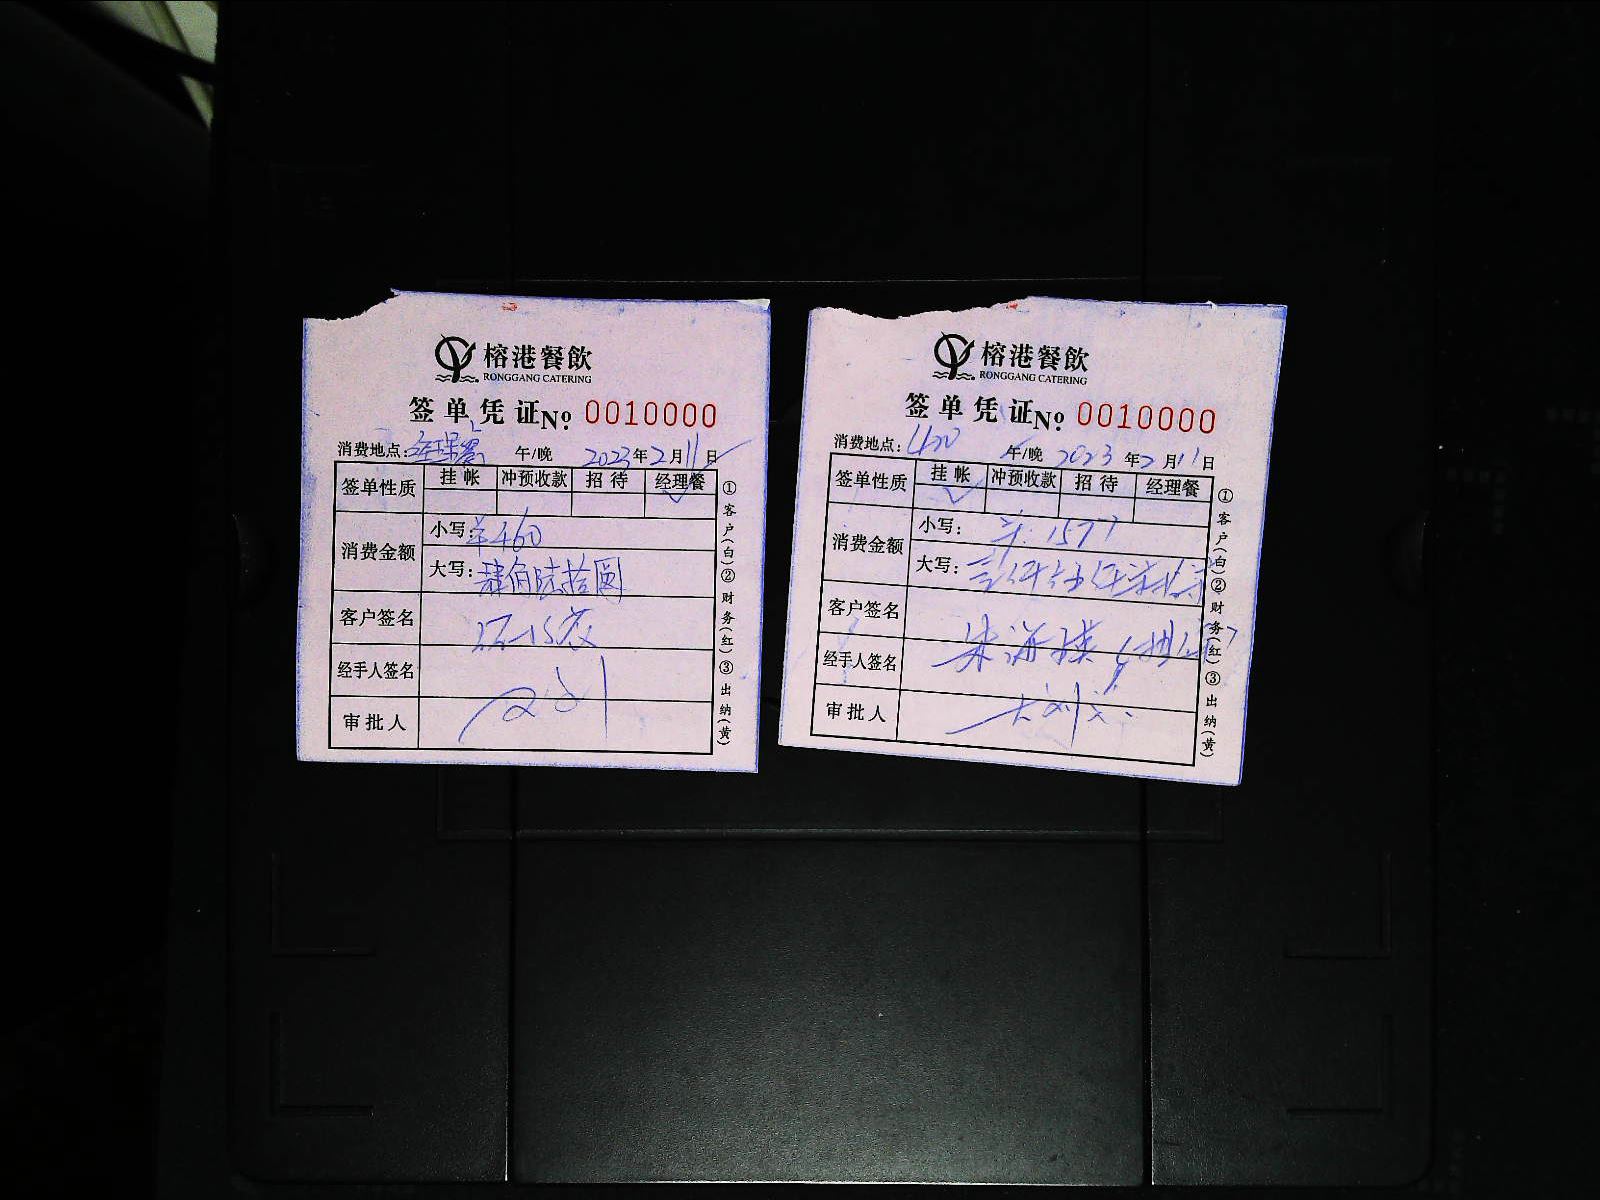 榕港餐飲
RONGGANG CATERING
签单凭证 No. 0010000
消费地点: 经理餐 午/晚 2023年2月11日
签单性质 挂帐 冲预收款 招待 经理餐
消费金额 小写: ¥460
大写: 肆佰陆拾圆
客户签名
经手人签名
审批人
①客户(白)②财务(红)③出纳(黄)
榕港餐飲
RONGGANG CATERING
签单凭证 No. 0010000
消费地点: 午/晚 2023年2月11日
签单性质 挂帐 冲预收款 招待 经理餐
消费金额 小写: ¥: 1577
大写:
客户签名
经手人签名
审批人
①客户(白)②财务(红)③出纳(黄)